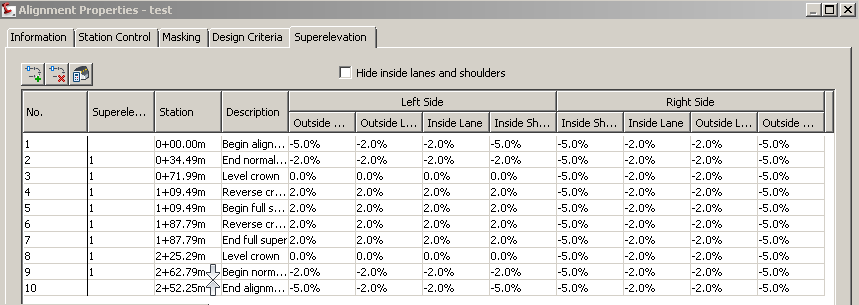 Alignment Properties - test
Information Station Control Masking Design Criteria Superelevation
Hide inside lanes and shoulders
No. Superele... Station Description Left Side Right Side
Outside ... Outside L... Inside Lane Inside Sh... Inside Sh... Inside Lane Outside L... Outside ...
1 0+00.00m Begin align... -5.0% -2.0% -2.0% -5.0% -5.0% -2.0% -2.0% -5.0%
2 1 0+34.49m End normal... -2.0% -2.0% -2.0% -2.0% -5.0% -2.0% -2.0% -5.0%
3 1 0+71.99m Level crown 0.0% 0.0% 0.0% 0.0% -5.0% -2.0% -2.0% -5.0%
4 1 1+09.49m Reverse cr... 2.0% 2.0% 2.0% 2.0% -5.0% -2.0% -2.0% -5.0%
5 1 1+09.49m Begin full s... 2.0% 2.0% 2.0% 2.0% -5.0% -2.0% -2.0% -5.0%
6 1 1+87.79m Reverse cr... 2.0% 2.0% 2.0% 2.0% -5.0% -2.0% -2.0% -5.0%
7 1 1+87.79m End full super 2.0% 2.0% 2.0% 2.0% -5.0% -2.0% -2.0% -5.0%
8 1 2+25.29m Level crown 0.0% 0.0% 0.0% 0.0% -5.0% -2.0% -2.0% -5.0%
9 1 2+62.79m Begin norm... -2.0% -2.0% -2.0% -2.0% -5.0% -2.0% -2.0% -5.0%
10 2+52.25m End alignm... -5.0% -2.0% -2.0% -5.0% -5.0% -2.0% -2.0% -5.0%